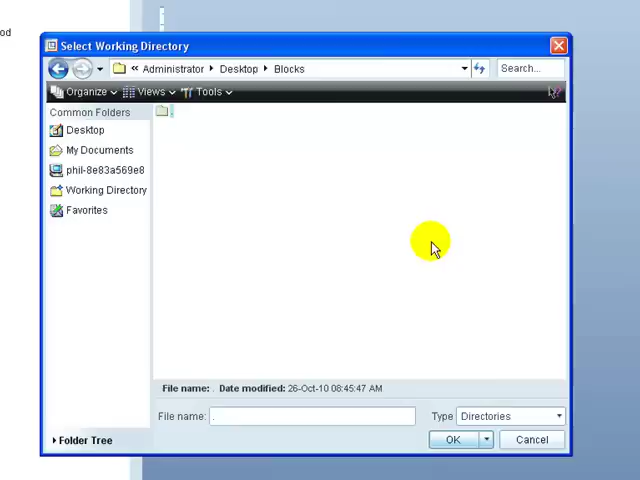 od
Select Working Directory
« Administrator Desktop Blocks
Search...
Organize Views Tools
Common Folders
.
Desktop
My Documents
phil-8e83a569e8
Working Directory
Favorites
File name: . Date modified: 26-Oct-10 08:45:47 AM
File name: . Type Directories
Folder Tree
OK Cancel